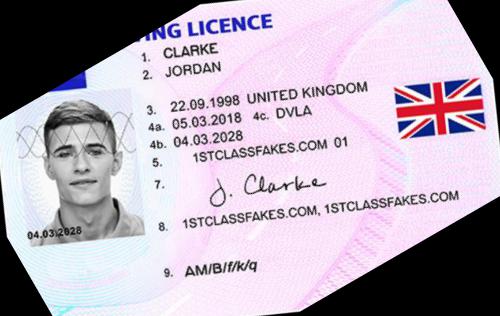 ING LICENCE
1. CLARKE
2. JORDAN
3. 22.09.1998 UNITED KINGDOM
4a. 05.03.2018 4c. DVLA
4b. 04.03.2028
5. 1STCLASSFAKES.COM 01
7. J. Clarke
8. 1STCLASSFAKES.COM, 1STCLASSFAKES.COM
9. AM/B/f/k/q
04.03.2028